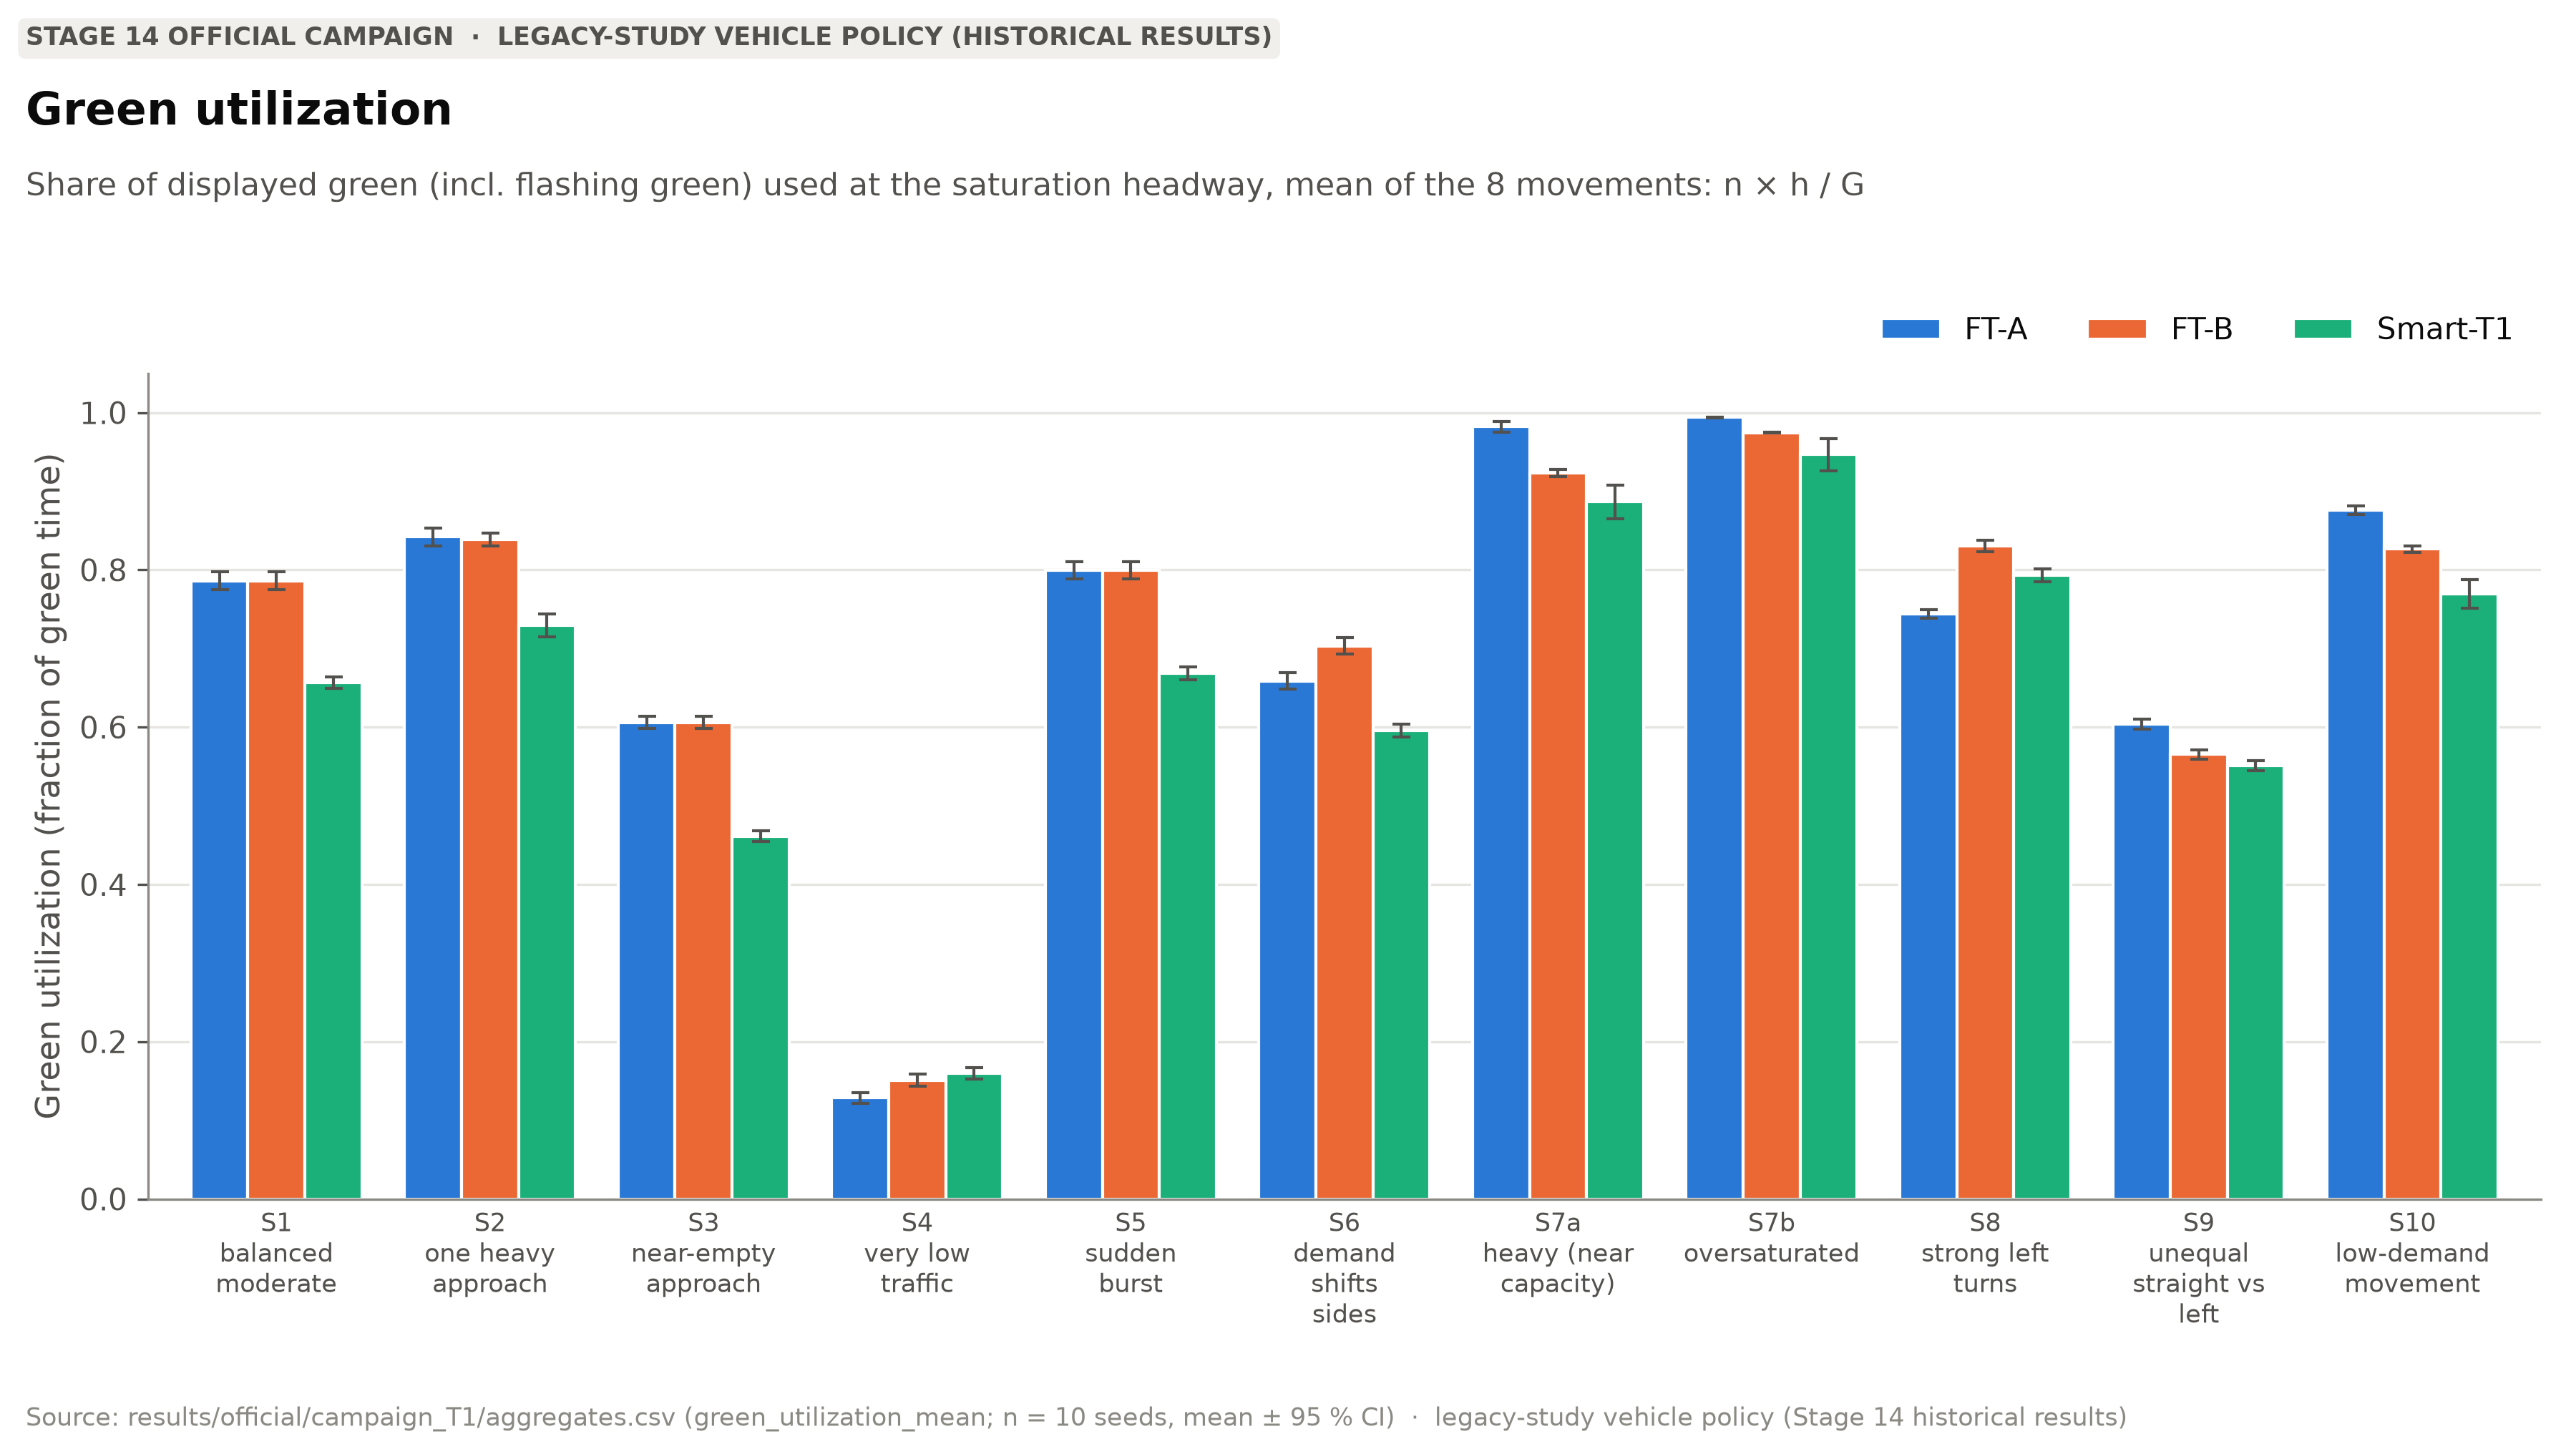 STAGE 14 OFFICIAL CAMPAIGN · LEGACY-STUDY VEHICLE POLICY (HISTORICAL RESULTS)
Green utilization
Share of displayed green (incl. flashing green) used at the saturation headway, mean of the 8 movements: n × h / G
FT-A
FT-B
Smart-T1
Green utilization (fraction of green time)
1.0
0.8
0.6
0.4
0.2
0.0
S1
balanced
moderate
S2
one heavy
approach
S3
near-empty
approach
S4
very low
traffic
S5
sudden
burst
S6
demand
shifts
sides
S7a
heavy (near
capacity)
S7b
oversaturated
S8
strong left
turns
S9
unequal
straight vs
left
S10
low-demand
movement
Source: results/official/campaign_T1/aggregates.csv (green_utilization_mean; n = 10 seeds, mean ± 95 % CI) · legacy-study vehicle policy (Stage 14 historical results)